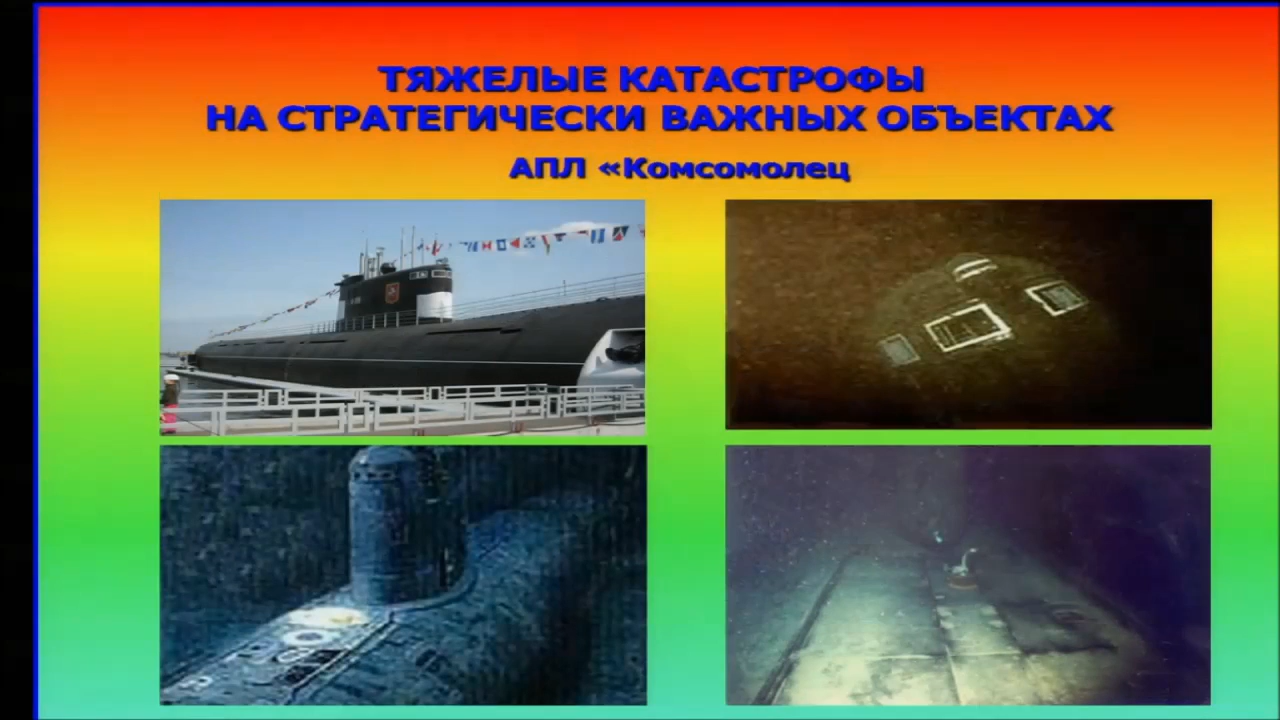 ТЯЖЕЛЫЕ КАТАСТРОФЫ
НА СТРАТЕГИЧЕСКИ ВАЖНЫХ ОБЪЕКТАХ
АПЛ «Комсомолец